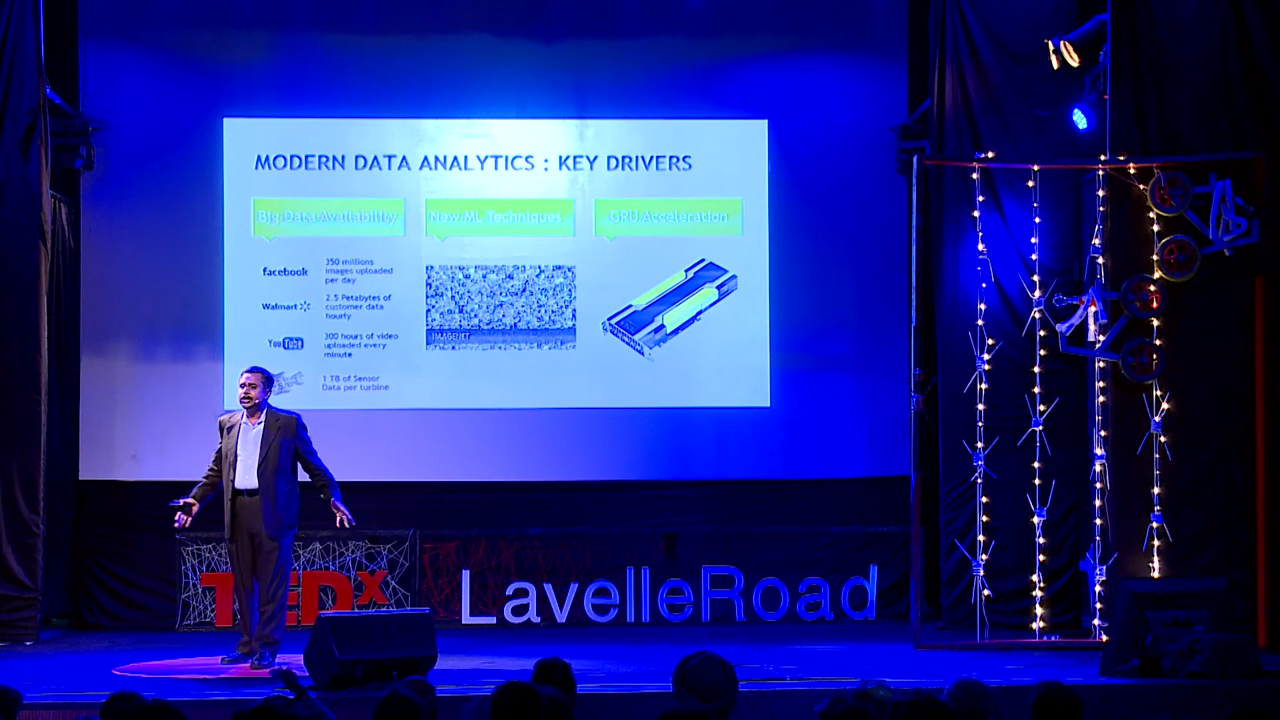 MODERN DATA ANALYTICS : KEY DRIVERS
Big Data Availability
New ML Techniques
GPU Acceleration
facebook
350 millions
images uploaded
per day
Walmart
2.5 Petabytes of
customer data
hourly
YouTube
300 hours of video
uploaded every
minute
1 TB of Sensor
Data per turbine
IMAGENET
TEDx
LavelleRoad